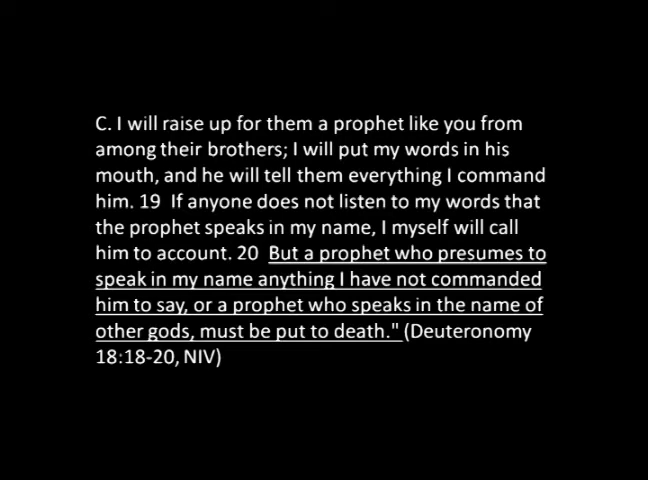 C. I will raise up for them a prophet like you from
among their brothers; I will put my words in his
mouth, and he will tell them everything I command
him. 19  If anyone does not listen to my words that
the prophet speaks in my name, I myself will call
him to account. 20  But a prophet who presumes to
speak in my name anything I have not commanded
him to say, or a prophet who speaks in the name of
other gods, must be put to death." (Deuteronomy
18:18-20, NIV)